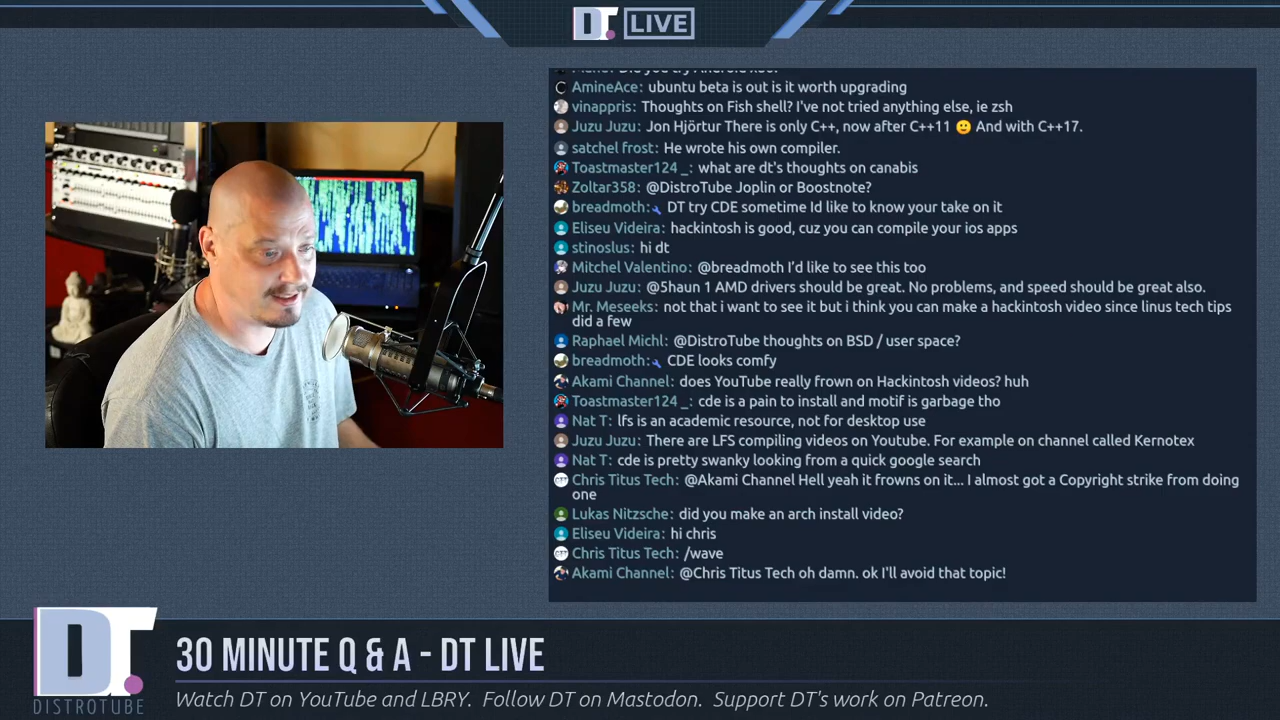 DT. LIVE
AmineAce: ubuntu beta is out is it worth upgrading
vinappris: Thoughts on Fish shell? I've not tried anything else, ie zsh
Juzu Juzu: Jon Hjörtur There is only C++, now after C++11 🙂 And with C++17.
satchel frost: He wrote his own compiler.
Toastmaster124 _: what are dt's thoughts on canabis
Zoltar358: @DistroTube Joplin or Boostnote?
breadmoth: DT try CDE sometime Id like to know your take on it
Eliseu Videira: hackintosh is good, cuz you can compile your ios apps
stinoslus: hi dt
Mitchel Valentino: @breadmoth I'd like to see this too
Juzu Juzu: @5haun 1 AMD drivers should be great. No problems, and speed should be great also.
Mr. Meseeks: not that i want to see it but i think you can make a hackintosh video since linus tech tips
did a few
Raphael Michl: @DistroTube thoughts on BSD / user space?
breadmoth: CDE looks comfy
Akami Channel: does YouTube really frown on Hackintosh videos? huh
Toastmaster124 _: cde is a pain to install and motif is garbage tho
Nat T: lfs is an academic resource, not for desktop use
Juzu Juzu: There are LFS compiling videos on Youtube. For example on channel called Kernotex
Nat T: cde is pretty swanky looking from a quick google search
Chris Titus Tech: @Akami Channel Hell yeah it frowns on it... I almost got a Copyright strike from doing
one
Lukas Nitzsche: did you make an arch install video?
Eliseu Videira: hi chris
Chris Titus Tech: /wave
Akami Channel: @Chris Titus Tech oh damn. ok I'll avoid that topic!
DT.
DISTROTUBE
30 MINUTE Q & A - DT LIVE
Watch DT on YouTube and LBRY. Follow DT on Mastodon. Support DT's work on Patreon.